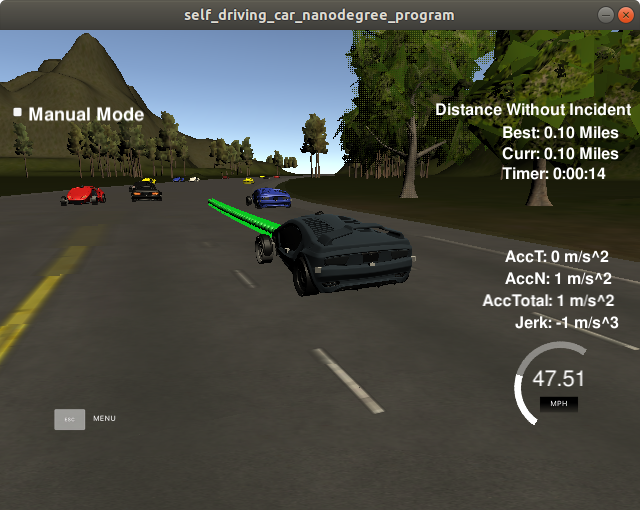 self_driving_car_nanodegree_program
Manual Mode
Distance Without Incident
Best: 0.10 Miles
Curr: 0.10 Miles
Timer: 0:00:14
AccT: 0 m/s^2
AccN: 1 m/s^2
AccTotal: 1 m/s^2
Jerk: -1 m/s^3
47.51
MPH
ESC MENU